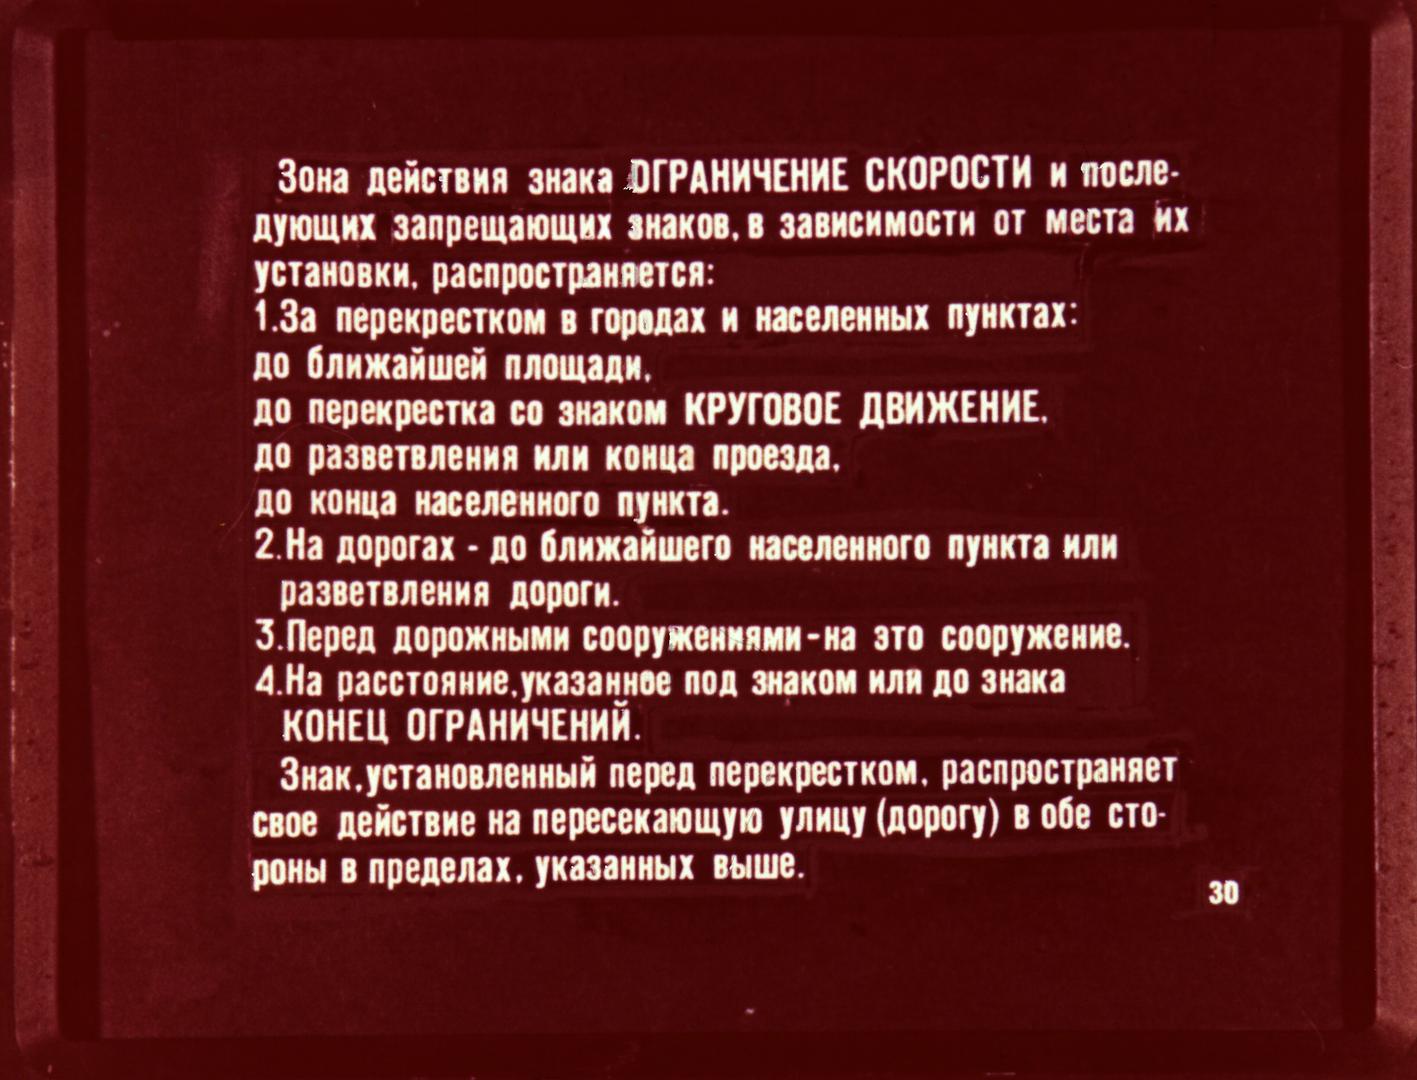 Зона действия знака ОГРАНИЧЕНИЕ СКОРОСТИ и после-
дующих запрещающих знаков, в зависимости от места их
установки, распространяется:
1.За перекрестком в городах и населенных пунктах:
до ближайшей площади,
до перекрестка со знаком КРУГОВОЕ ДВИЖЕНИЕ,
до разветвления или конца проезда,
до конца населенного пункта.
2.На дорогах - до ближайшего населенного пункта или
разветвления дороги.
3.Перед дорожными сооружениями-на это сооружение.
4.На расстояние,указанное под знаком или до знака
КОНЕЦ ОГРАНИЧЕНИЙ.
Знак,установленный перед перекрестком, распространяет
свое действие на пересекающую улицу (дорогу) в обе сто-
роны в пределах, указанных выше.
30